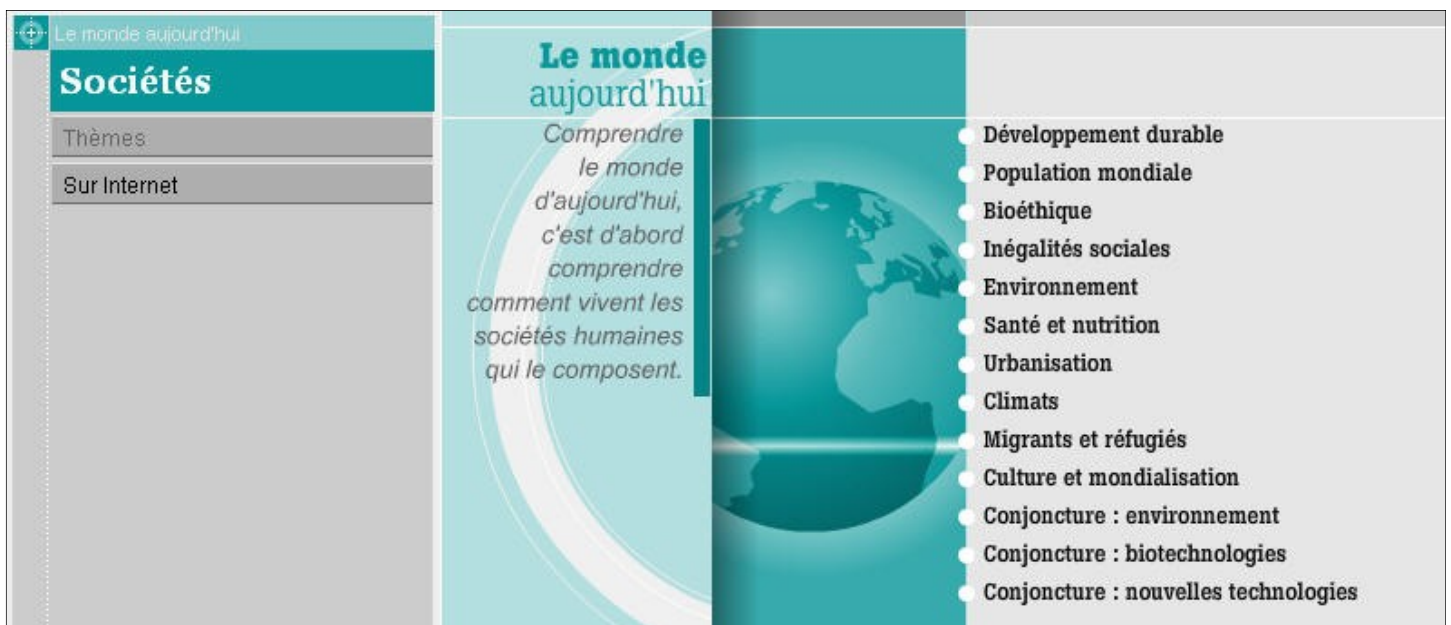 Le monde aujourd'hui
Sociétés
Thèmes
Sur Internet
Le monde
aujourd'hui
Comprendre
le monde
d'aujourd'hui,
c'est d'abord
comprendre
comment vivent les
sociétés humaines
qui le composent.
Développement durable
Population mondiale
Bioéthique
Inégalités sociales
Environnement
Santé et nutrition
Urbanisation
Climats
Migrants et réfugiés
Culture et mondialisation
Conjoncture : environnement
Conjoncture : biotechnologies
Conjoncture : nouvelles technologies